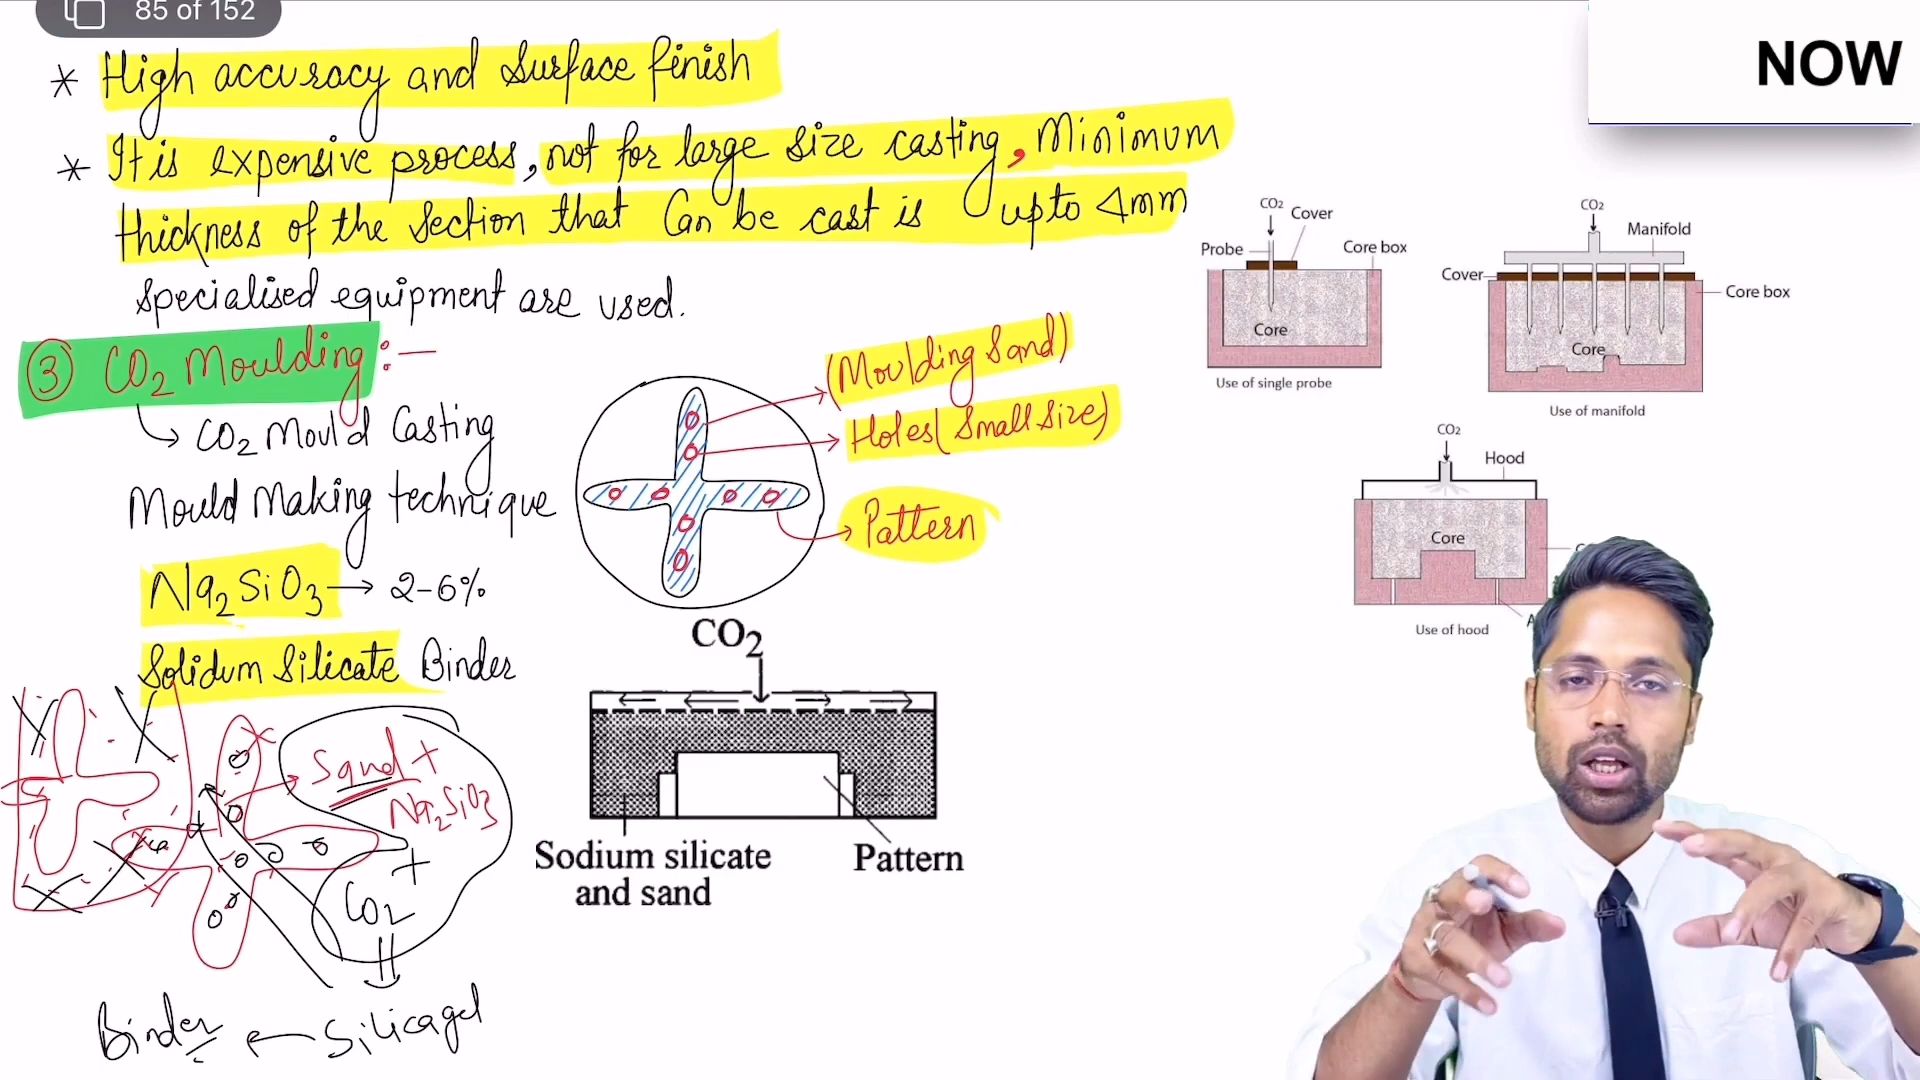 85 of 152
NOW
* High accuracy and Surface finish
* It is expensive process, not for large size casting, Minimum
thickness of the section that Can be cast is upto 4mm
specialised equipment are used.
③ CO2 Moulding :-
↳ CO2 Mould Casting
Mould Making technique
Na2SiO3 → 2-6%
Solidum Silicate Binder
Sand +
Na2SiO3
+
CO2
Silicagel
Binder
(Moulding Sand)
Holes (Small Size)
Pattern
CO2
Sodium silicate
and sand
Pattern
CO2
Cover
Probe
Core box
Core
Use of single probe
CO2
Manifold
Cover
Core box
Core
Use of manifold
CO2
Hood
Core
Use of hood